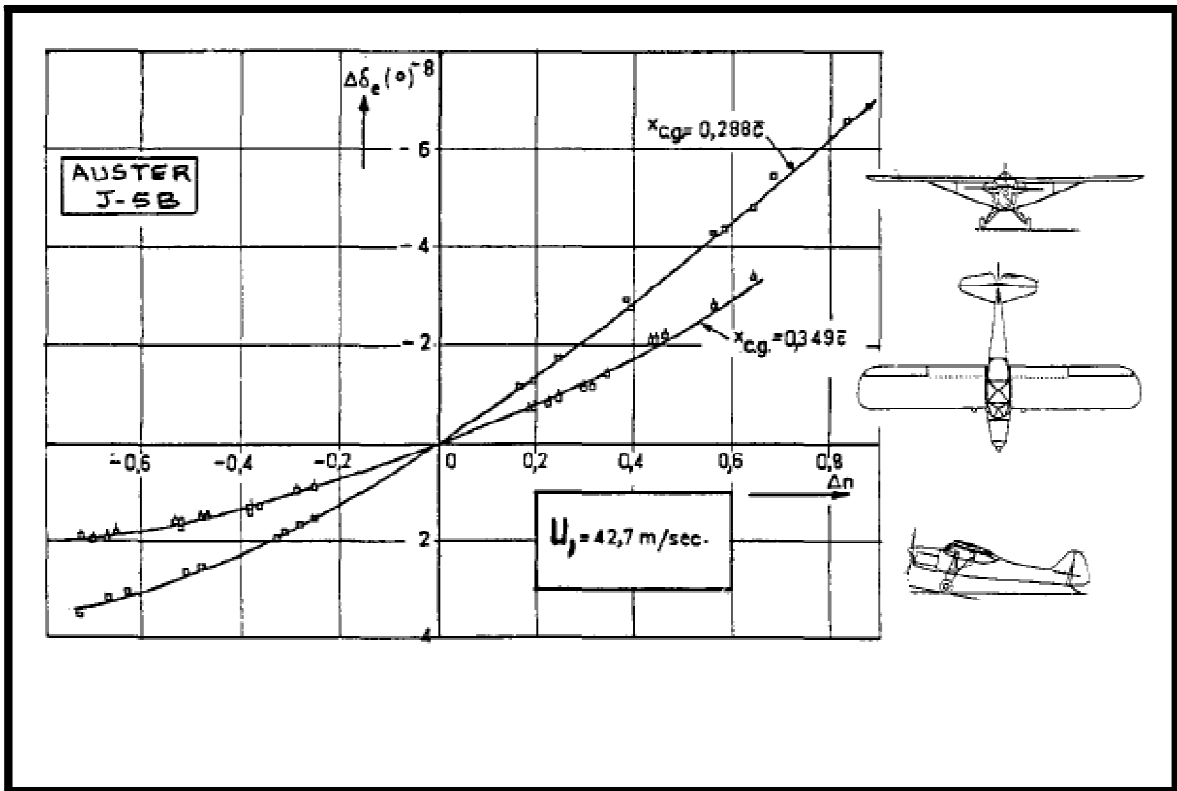 Δδe (o) -8
xc.g.= 0,288c̄
- 6
AUSTER
J-5B
- 4
- 2
xc.g.=0,349c̄
-0,6 -0,4 -0,2 0 0,2 0,4 0,6 0,8
Δn
U₁ = 42,7 m/sec.
2
4